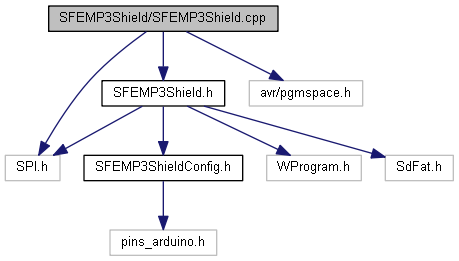 SFEMP3Shield/SFEMP3Shield.cpp
SFEMP3Shield.h
avr/pgmspace.h
SPI.h
SFEMP3ShieldConfig.h
WProgram.h
SdFat.h
pins_arduino.h